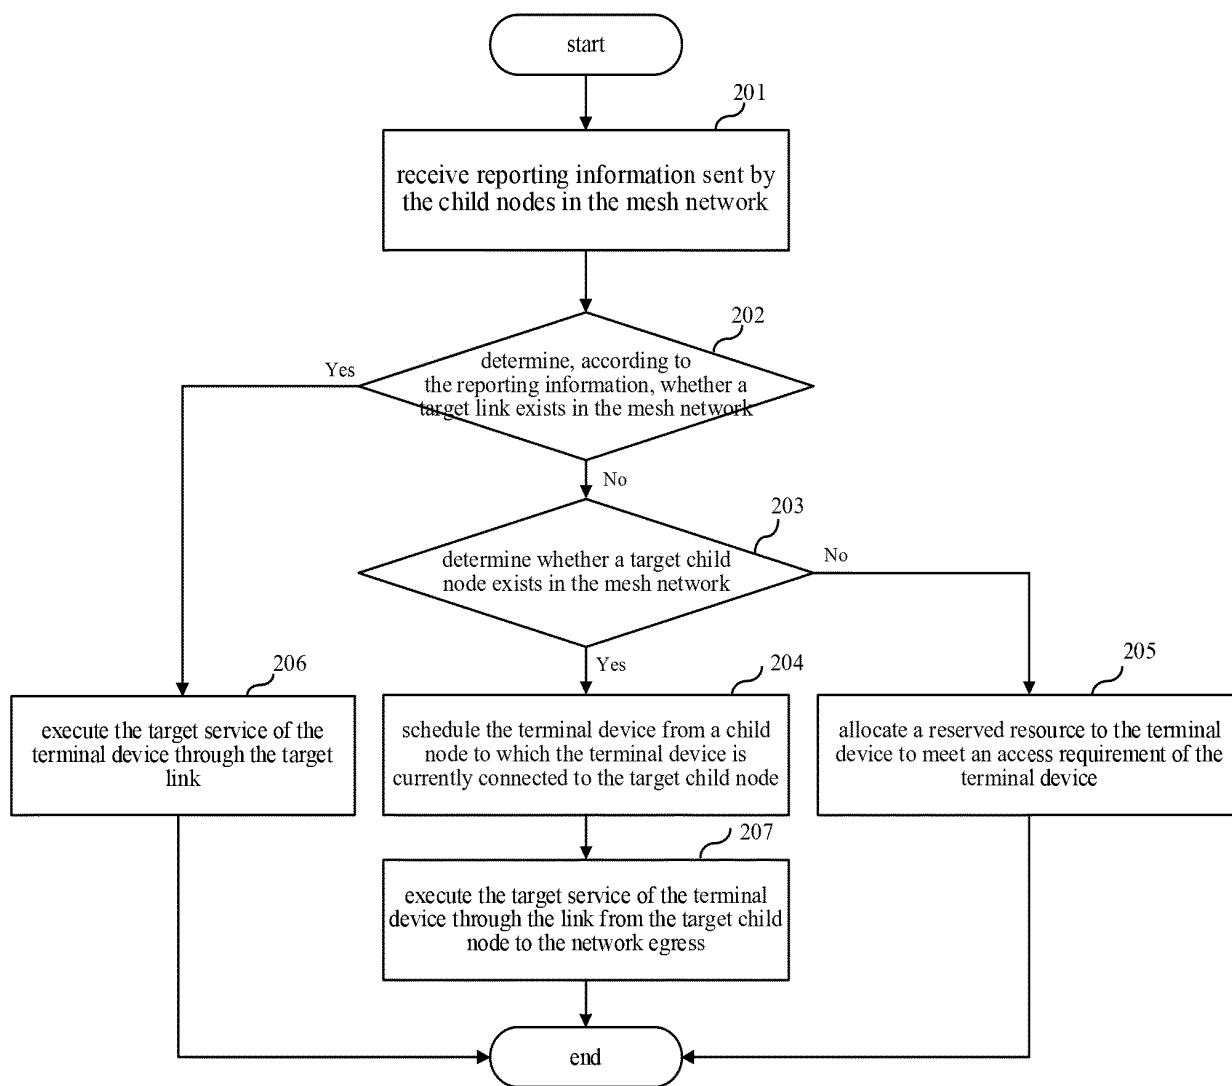 start
201
receive reporting information sent by
the child nodes in the mesh network
202
Yes
determine, according to
the reporting information, whether a
target link exists in the mesh network
No
203
determine whether a target child
node exists in the mesh network
No
Yes
206
execute the target service of the
terminal device through the target
link
204
schedule the terminal device from a child
node to which the terminal device is
currently connected to the target child node
205
allocate a reserved resource to the terminal
device to meet an access requirement of the
terminal device
207
execute the target service of the terminal
device through the link from the target child
node to the network egress
end